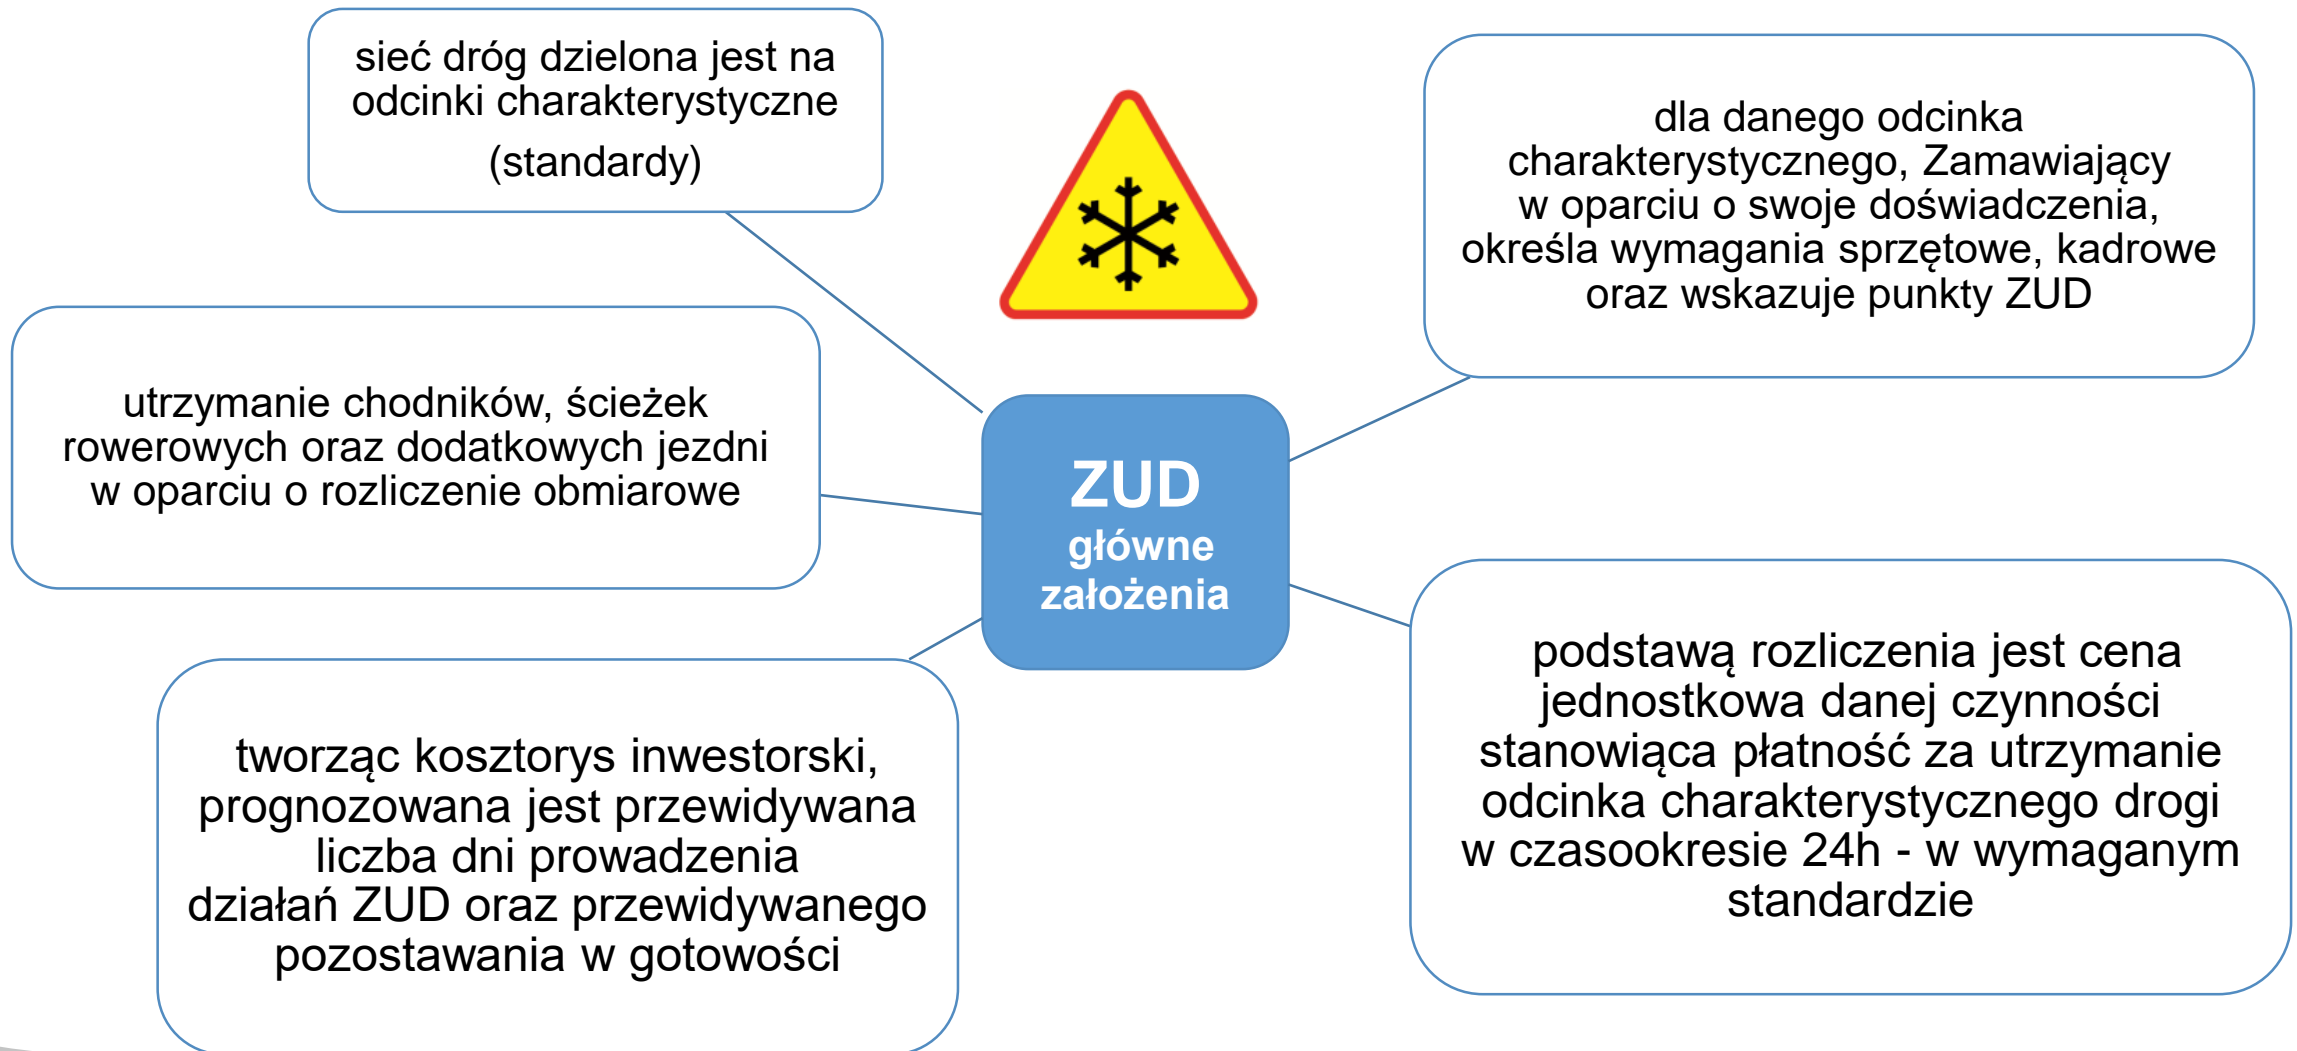 sieć dróg dzielona jest na
odcinki charakterystyczne
(standardy)
dla danego odcinka
charakterystycznego, Zamawiający
w oparciu o swoje doświadczenia,
określa wymagania sprzętowe, kadrowe
oraz wskazuje punkty ZUD
utrzymanie chodników, ścieżek
rowerowych oraz dodatkowych jezdni
w oparciu o rozliczenie obmiarowe
ZUD
główne
założenia
podstawą rozliczenia jest cena
jednostkowa danej czynności
stanowiąca płatność za utrzymanie
odcinka charakterystycznego drogi
w czasookresie 24h - w wymaganym
standardzie
tworząc kosztorys inwestorski,
prognozowana jest przewidywana
liczba dni prowadzenia
działań ZUD oraz przewidywanego
pozostawania w gotowości